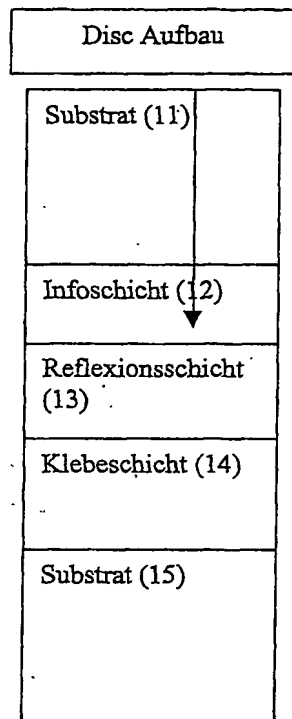 Disc Aufbau
Substrat (11)
Infoschicht (12)
Reflexionsschicht
(13)
Klebeschicht (14)
Substrat (15)